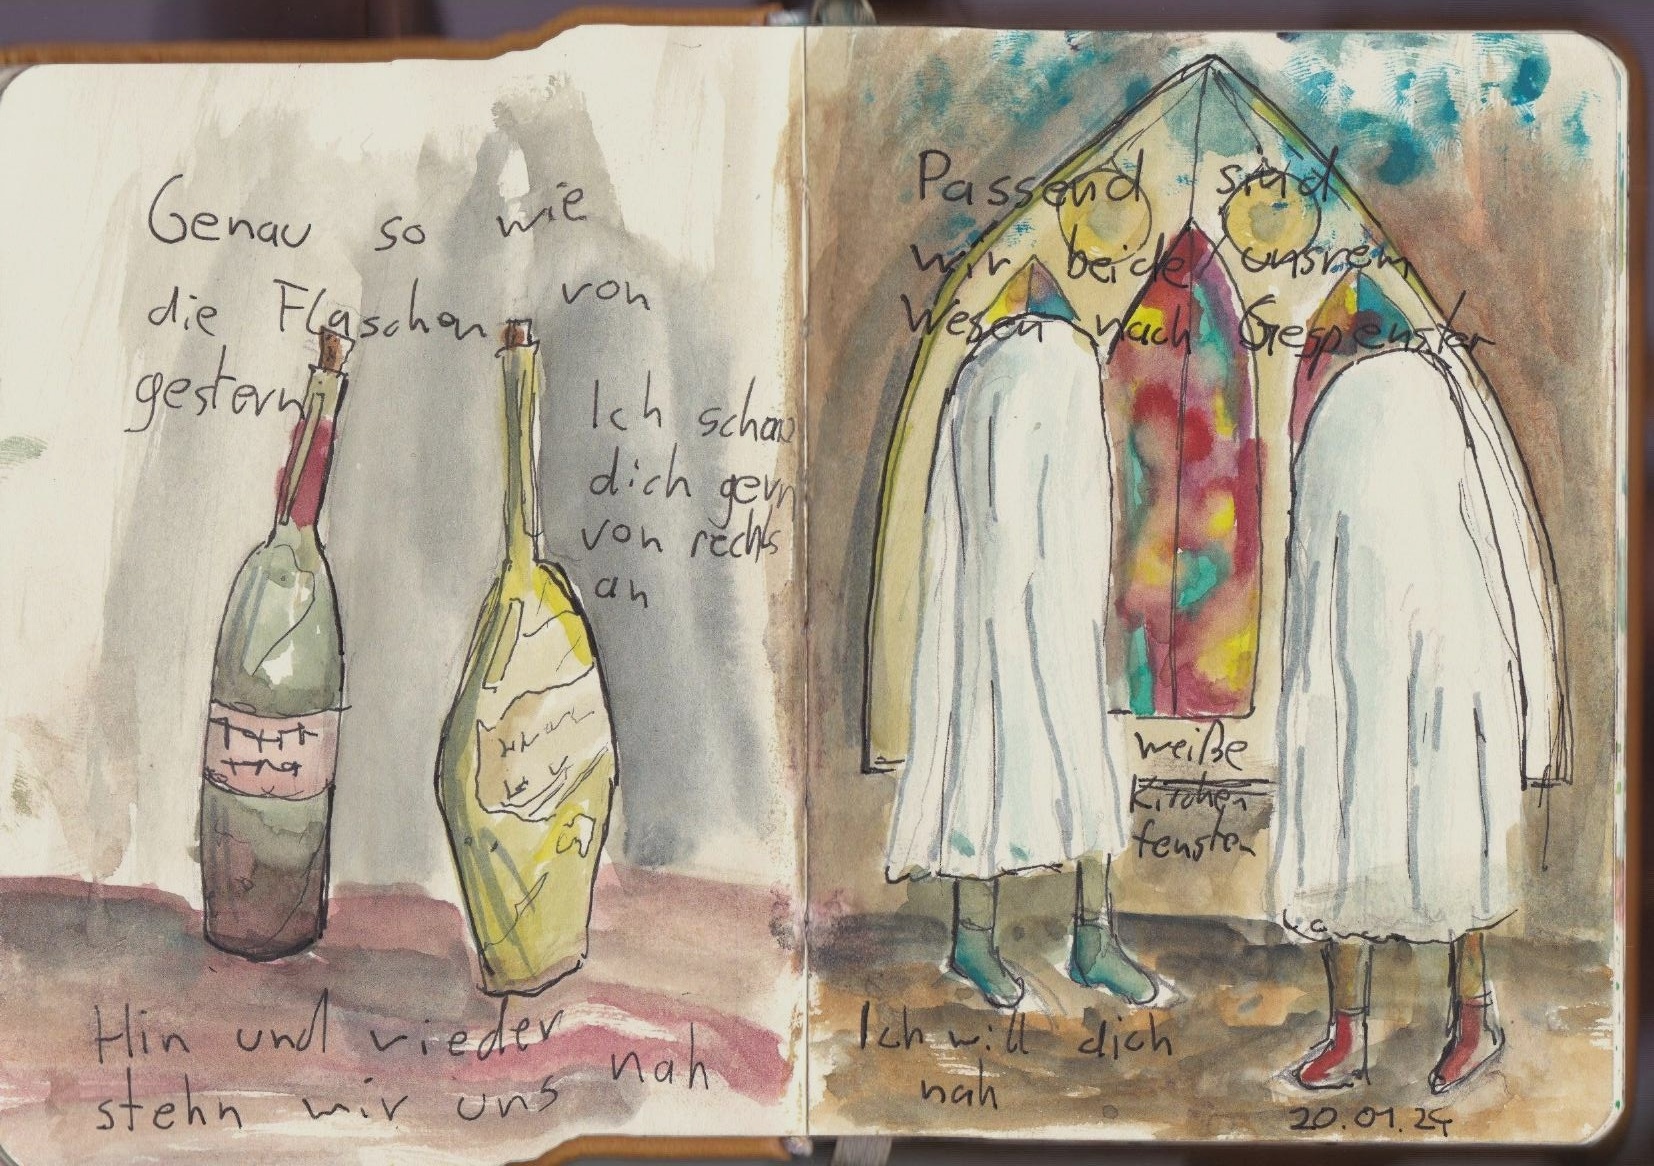 Genau so wie
die Flaschen von
gestern
Ich schau
dich gern
von rechts
an
Hin und wieder
stehn wir uns nah
Passend sind
wir beide unsrem
Wesen nach Gespenster
weiße
Kirchen
fenster
Ich will dich
nah
20.01.24